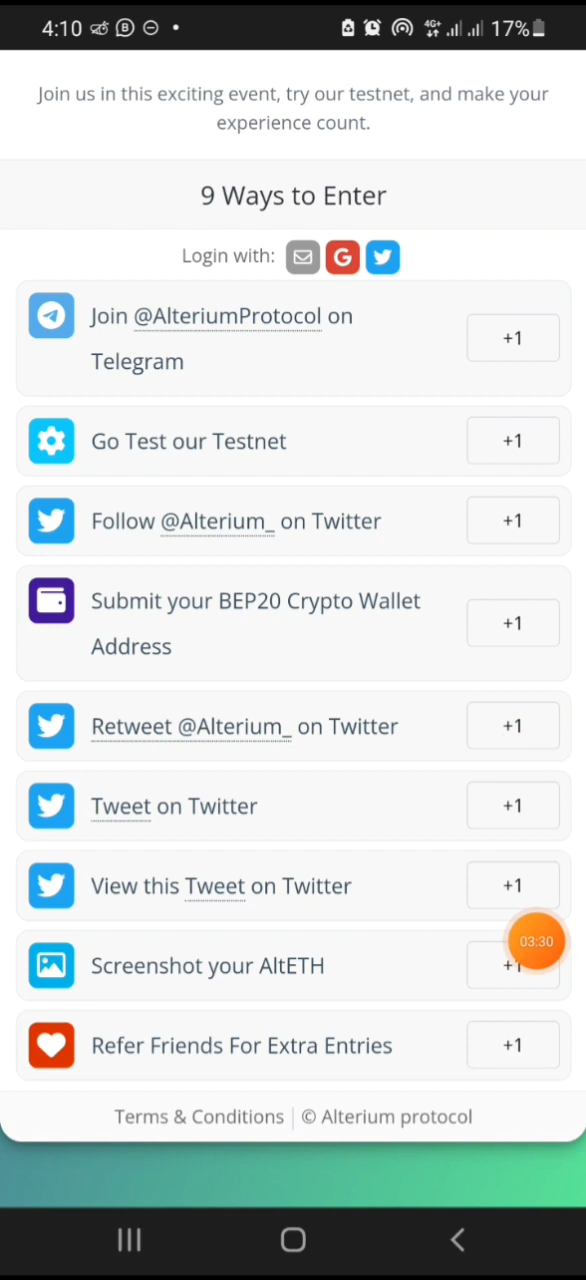 4:10
4G+
17%
Join us in this exciting event, try our testnet, and make your
experience count.
9 Ways to Enter
Login with:
G
Join @AlteriumProtocol on
Telegram
+1
Go Test our Testnet
+1
Follow @Alterium_ on Twitter
+1
Submit your BEP20 Crypto Wallet
Address
+1
Retweet @Alterium_ on Twitter
+1
Tweet on Twitter
+1
View this Tweet on Twitter
+1
03:30
Screenshot your AltETH
+1
Refer Friends For Extra Entries
+1
Terms & Conditions | © Alterium protocol